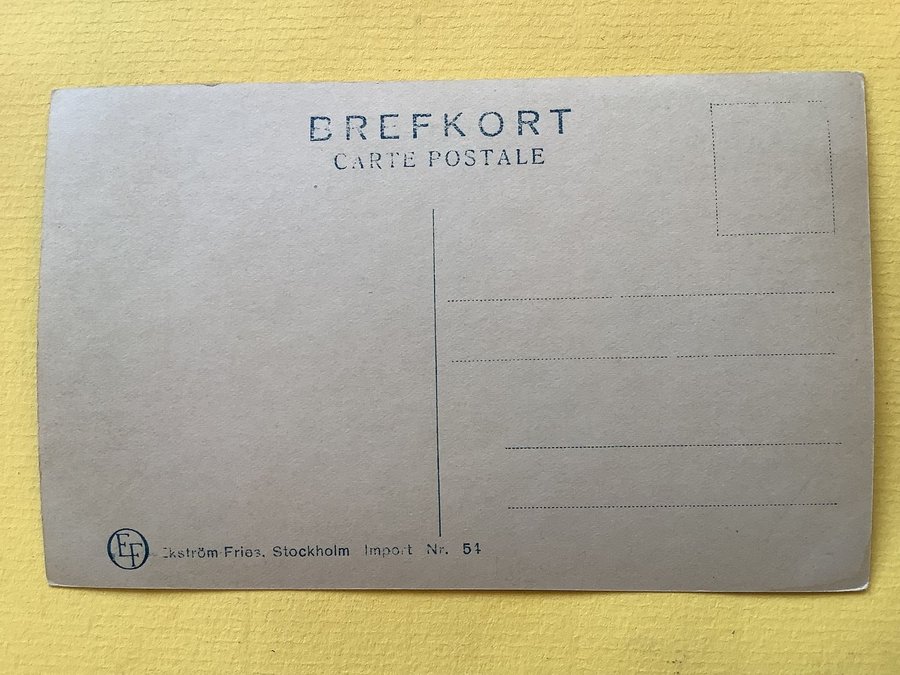 BREFKORT
CARTE POSTALE
EF Ekström-Fries, Stockholm Import Nr. 54